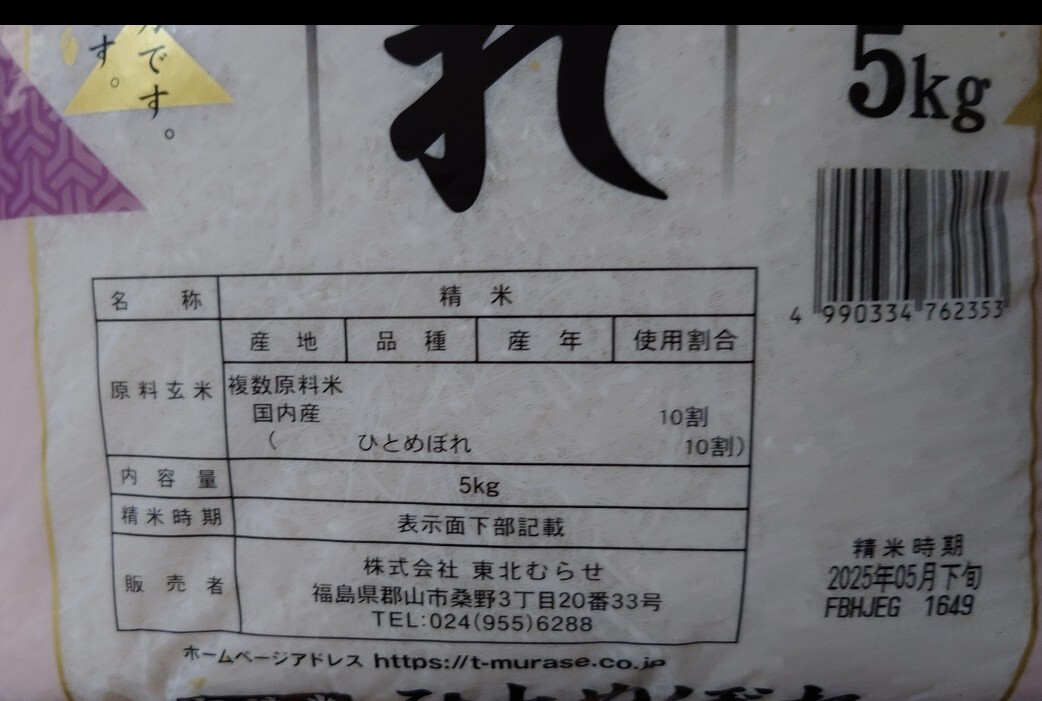 です。
す。
れ
5kg
4 990334 762353
名称 精米
産地 品種 産年 使用割合
原料玄米
複数原料米
国内産 10割
( ひとめぼれ 10割)
内容量 5kg
精米時期 表示面下部記載
販売者
株式会社 東北むらせ
福島県郡山市桑野3丁目20番33号
TEL:024(955)6288
ホームページアドレス https://t-murase.co.jp
精米時期
2025年05月下旬
FBHJEG 1649